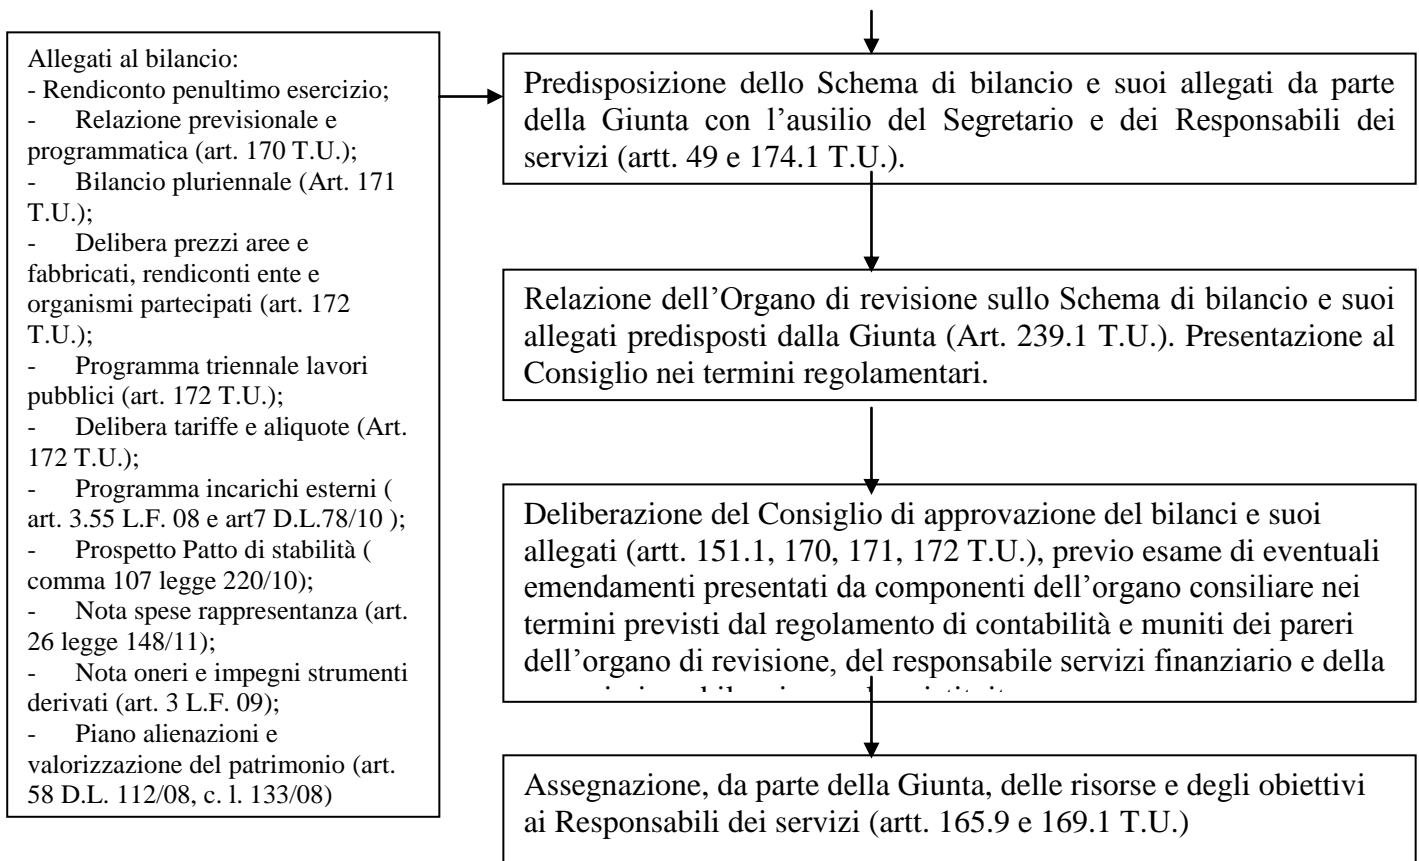 Allegati al bilancio:
- Rendiconto penultimo esercizio;
- Relazione previsionale e
programmatica (art. 170 T.U.);
- Bilancio pluriennale (Art. 171
T.U.);
- Delibera prezzi aree e
fabbricati, rendiconti ente e
organismi partecipati (art. 172
T.U.);
- Programma triennale lavori
pubblici (art. 172 T.U.);
- Delibera tariffe e aliquote (Art.
172 T.U.);
- Programma incarichi esterni (
art. 3.55 L.F. 08 e art7 D.L.78/10 );
- Prospetto Patto di stabilità (
comma 107 legge 220/10);
- Nota spese rappresentanza (art.
26 legge 148/11);
- Nota oneri e impegni strumenti
derivati (art. 3 L.F. 09);
- Piano alienazioni e
valorizzazione del patrimonio (art.
58 D.L. 112/08, c. l. 133/08)
Predisposizione dello Schema di bilancio e suoi allegati da parte
della Giunta con l’ausilio del Segretario e dei Responsabili dei
servizi (artt. 49 e 174.1 T.U.).
Relazione dell’Organo di revisione sullo Schema di bilancio e suoi
allegati predisposti dalla Giunta (Art. 239.1 T.U.). Presentazione al
Consiglio nei termini regolamentari.
Deliberazione del Consiglio di approvazione del bilanci e suoi
allegati (artt. 151.1, 170, 171, 172 T.U.), previo esame di eventuali
emendamenti presentati da componenti dell’organo consiliare nei
termini previsti dal regolamento di contabilità e muniti dei pareri
dell’organo di revisione, del responsabile servizi finanziario e della
Assegnazione, da parte della Giunta, delle risorse e degli obiettivi
ai Responsabili dei servizi (artt. 165.9 e 169.1 T.U.)